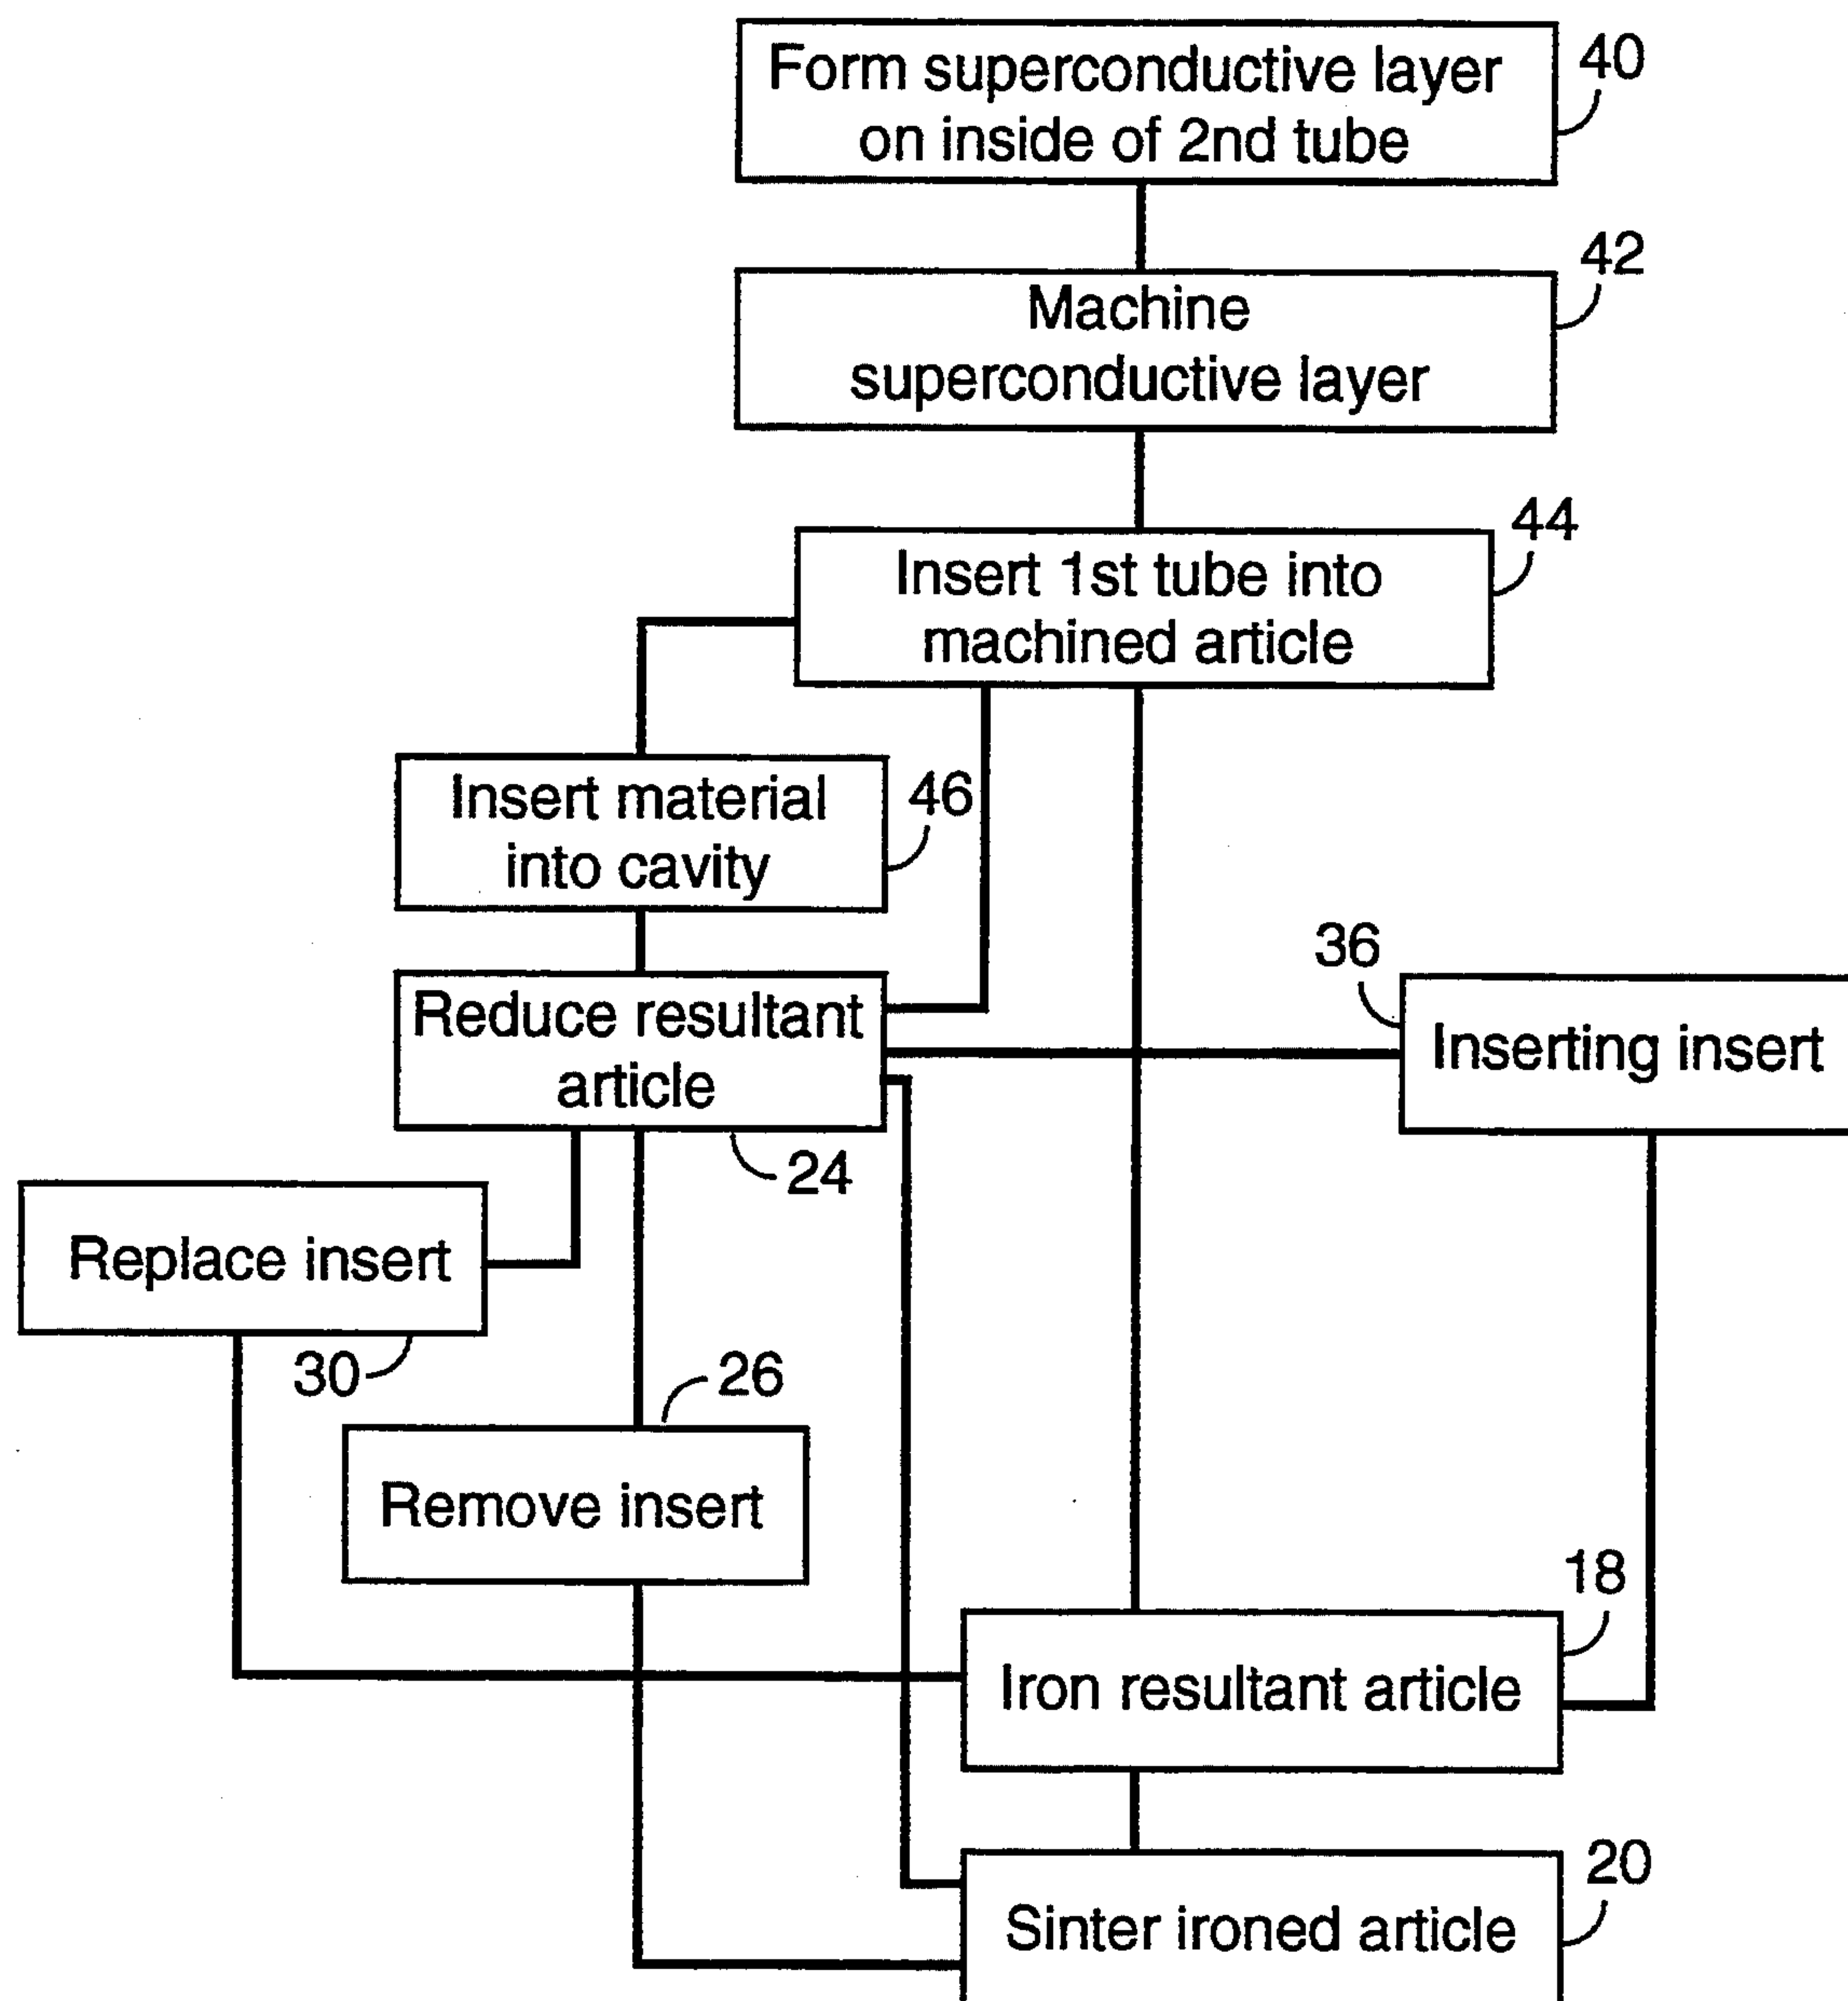 Form superconductive layer
on inside of 2nd tube
40
Machine
superconductive layer
42
Insert 1st tube into
machined article
44
Insert material
into cavity
46
Reduce resultant
article
24
36
Inserting insert
Replace insert
30
26
Remove insert
18
Iron resultant article
20
Sinter ironed article